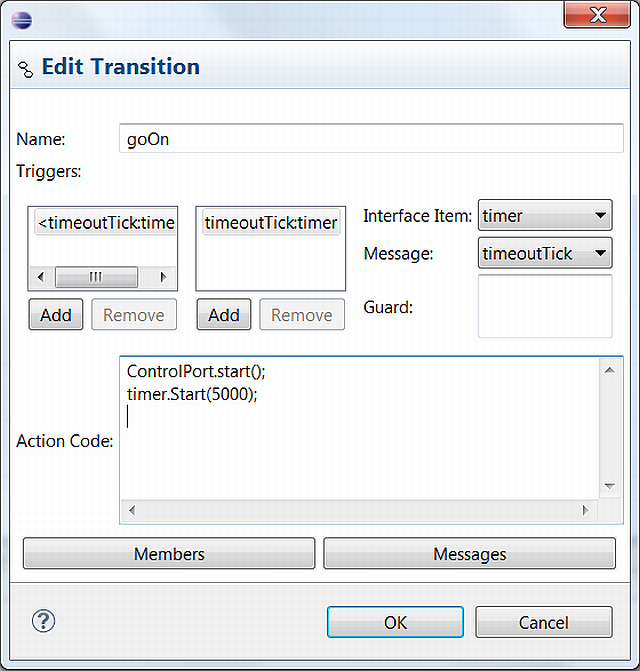 Edit Transition
Name: goOn
Triggers:
<timeoutTick:time timeoutTick:timer Interface Item: timer
Message: timeoutTick
Add Remove Add Remove Guard:
Action Code:
ControlPort.start();
timer.Start(5000);
Members Messages
? OK Cancel